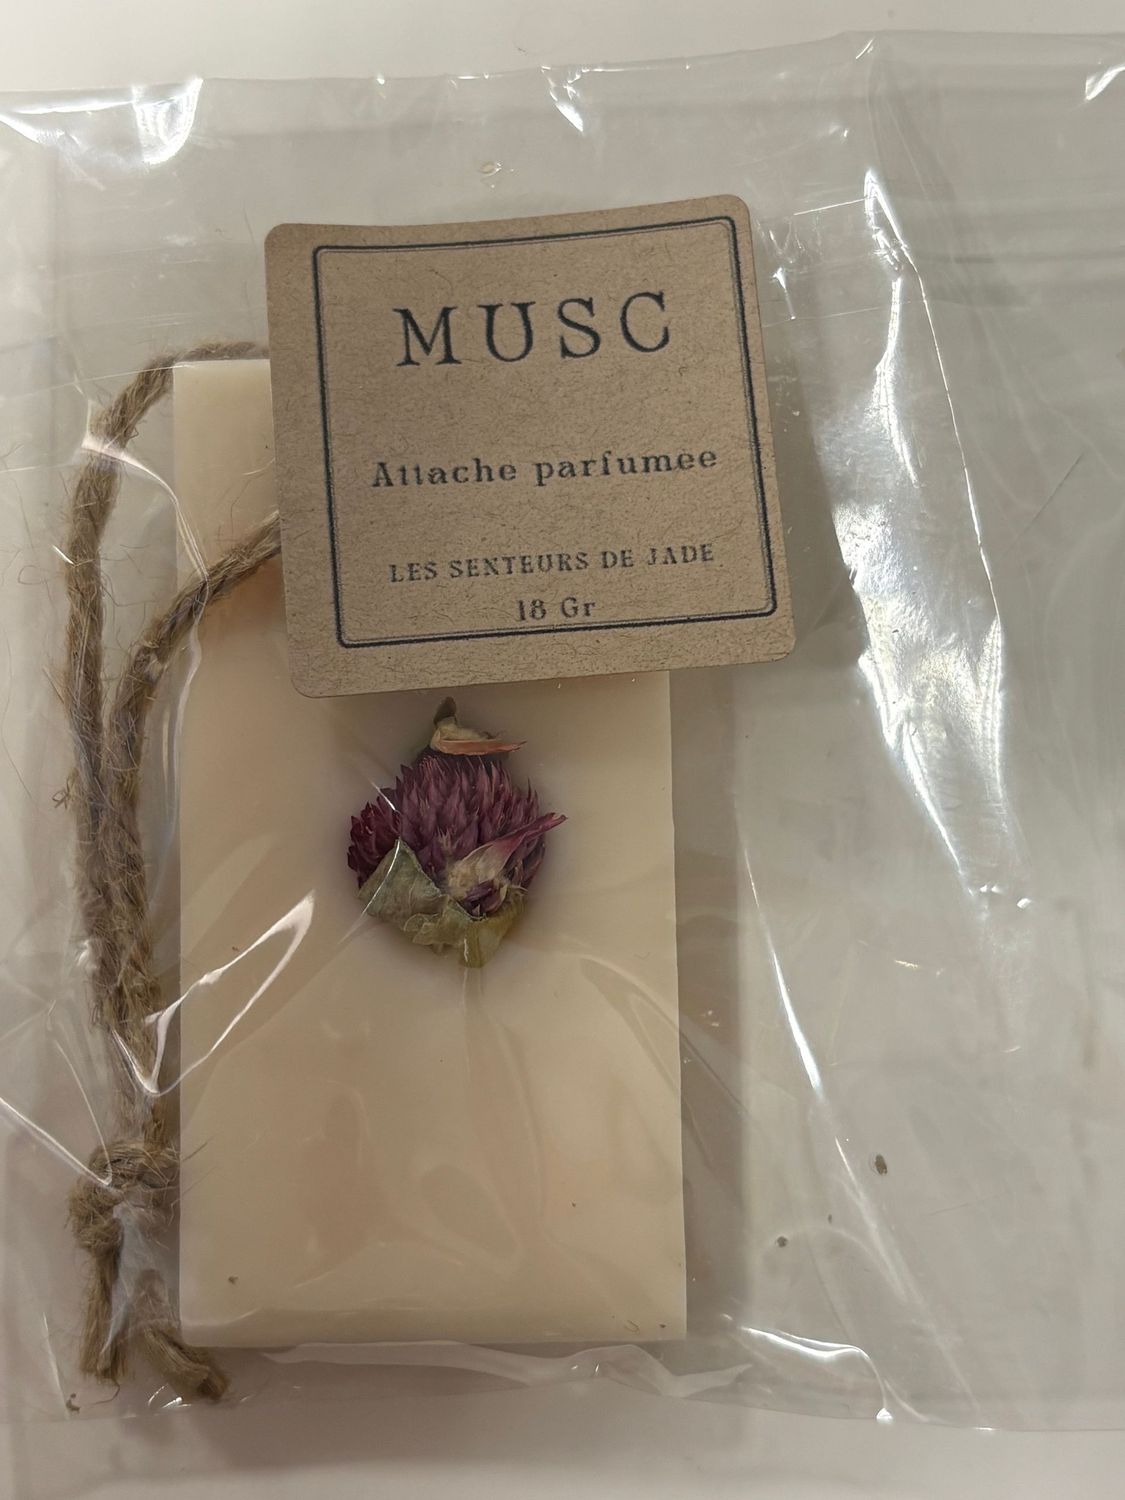 MUSC
Attache parfumee
LES SENTEURS DE JADE
18 Gr